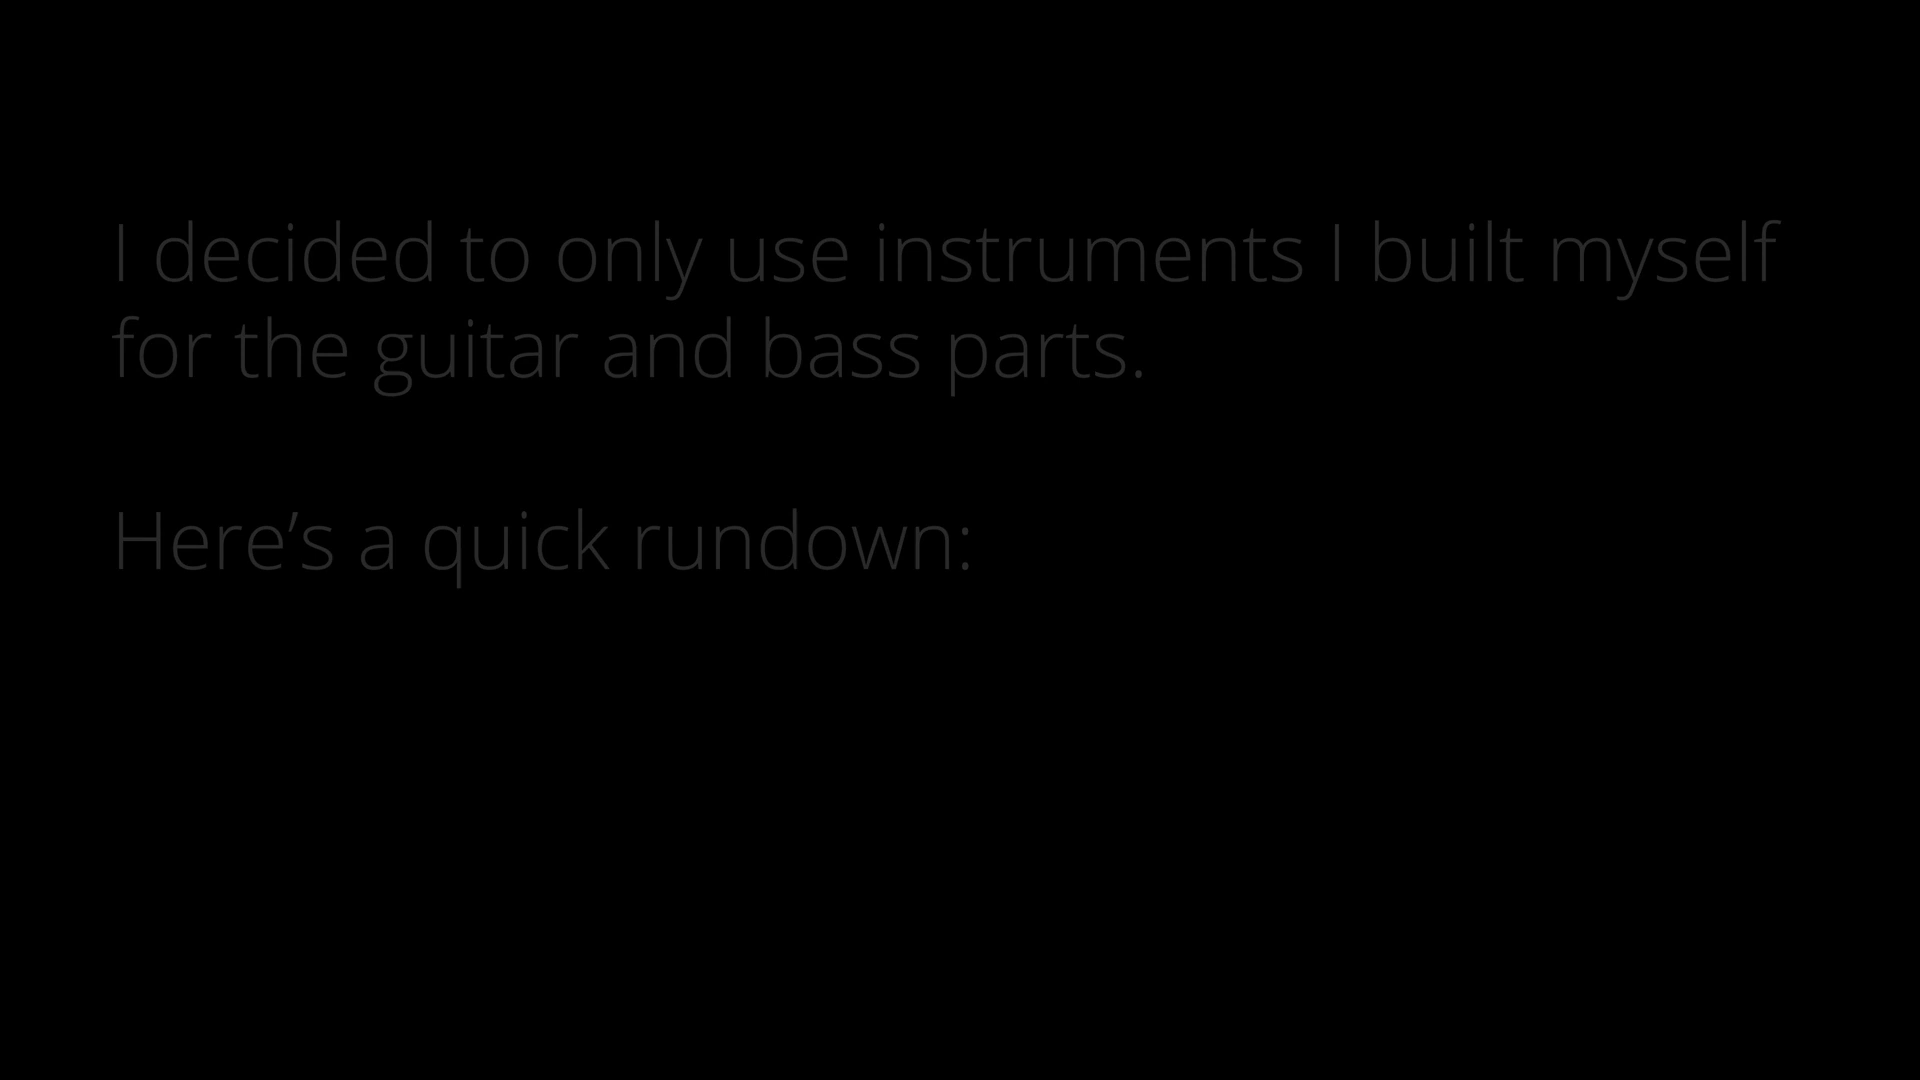 I decided to only use instruments I built myself
for the guitar and bass parts.
Here’s a quick rundown: